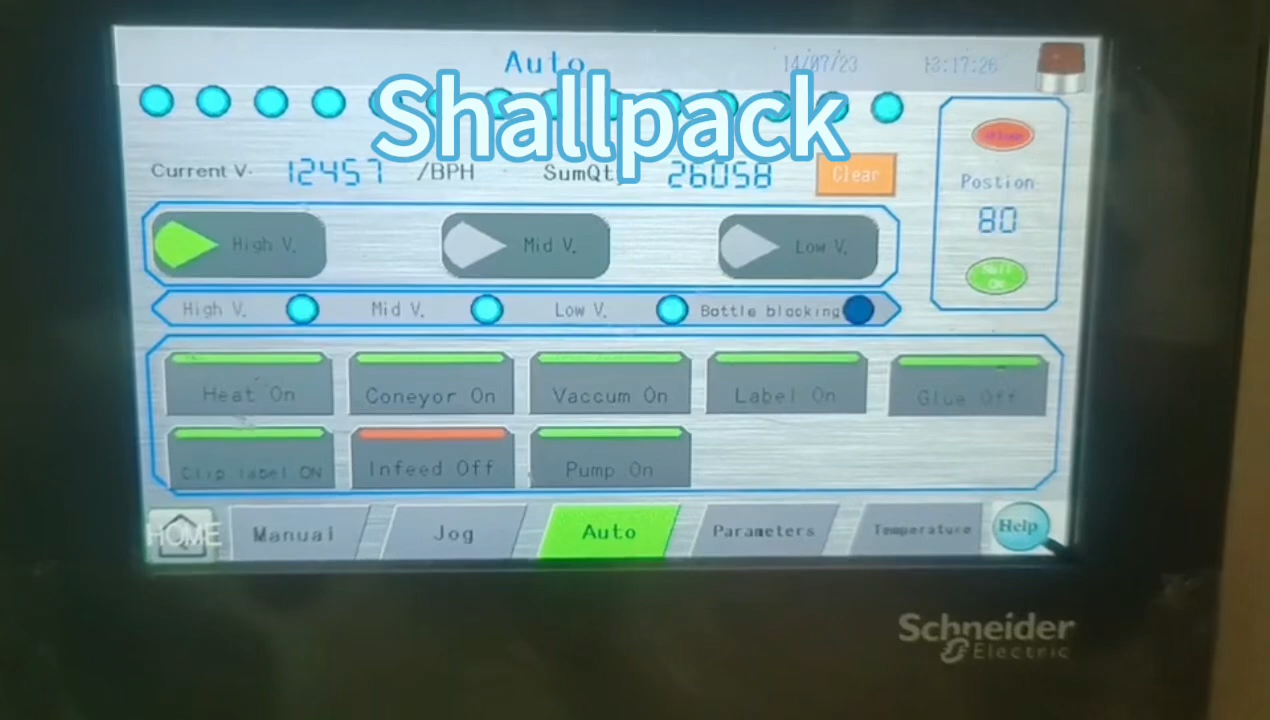 Auto 14/07/23 13:17:26
Shallpack
Current V. 12457 /BPH SumQty 26058 Clear
Postion
80
High V. Mid V. Low V.
High V. Mid V. Low V. Bottle blocking
Heat On Coneyor On Vaccum On Label On Glue Off
Clip label ON Infeed Off Pump On
HOME Manual Jog Auto Parameters Temperature Help
Schneider
Electric